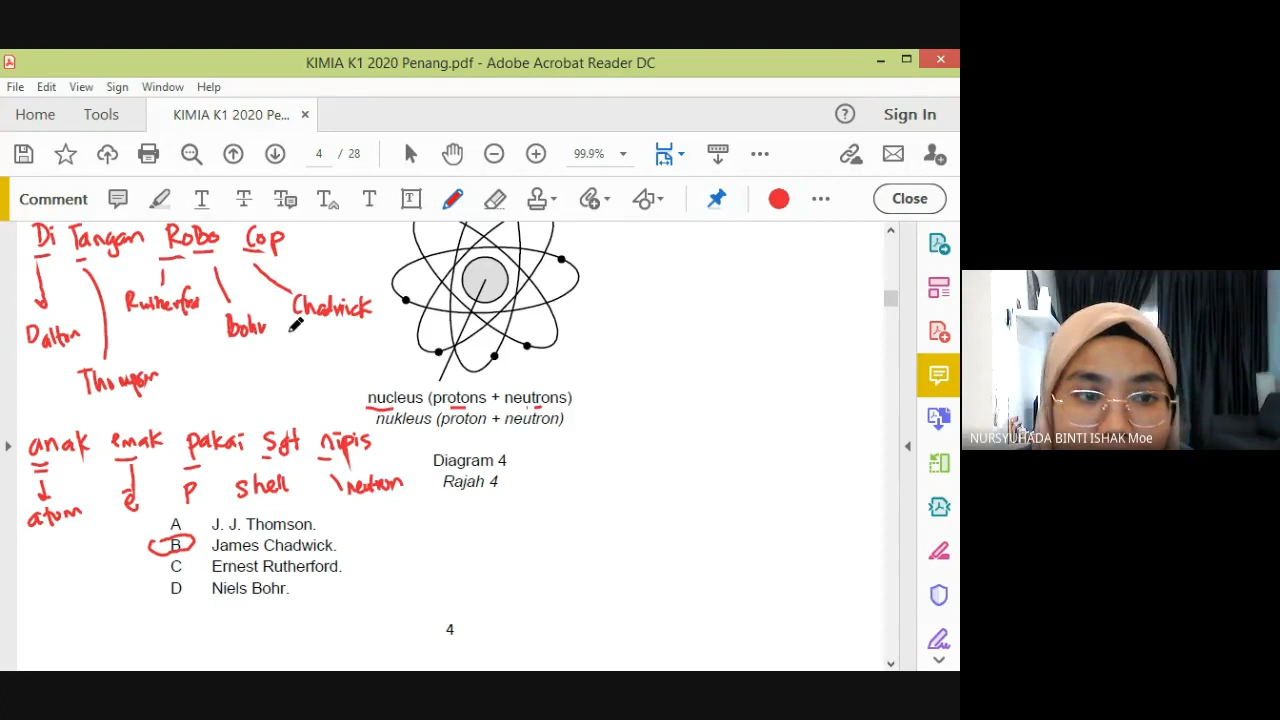 KIMIA K1 2020 Penang.pdf - Adobe Acrobat Reader DC
File Edit View Sign Window Help
Home Tools KIMIA K1 2020 Pe... × ? Sign In
4 / 28 99.9%
Comment Close
Di Tangan Robo Cop
Dalton
Thompson
Rutherford
Bohr
Chadwick
nucleus (protons + neutrons)
nukleus (proton + neutron)
anak emak pakai sgt nipis
atom e p shell neutron
Diagram 4
Rajah 4
A J. J. Thomson.
B James Chadwick.
C Ernest Rutherford.
D Niels Bohr.
4
NURSYUHADA BINTI ISHAK Moe